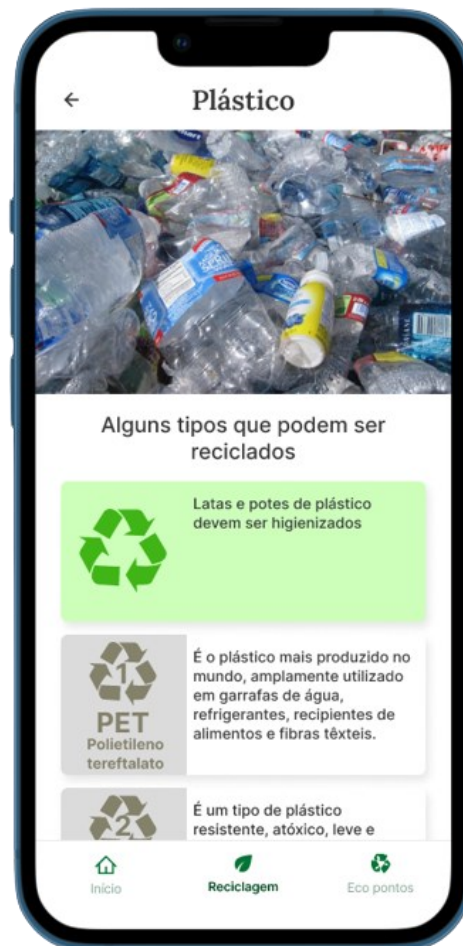 Plástico
Alguns tipos que podem ser
reciclados
Latas e potes de plástico
devem ser higienizados
1
PET
Polietileno
tereftalato
É o plástico mais produzido no
mundo, amplamente utilizado
em garrafas de água,
refrigerantes, recipientes de
alimentos e fibras têxteis.
2
É um tipo de plástico
resistente, atóxico, leve e
Início
Reciclagem
Eco pontos